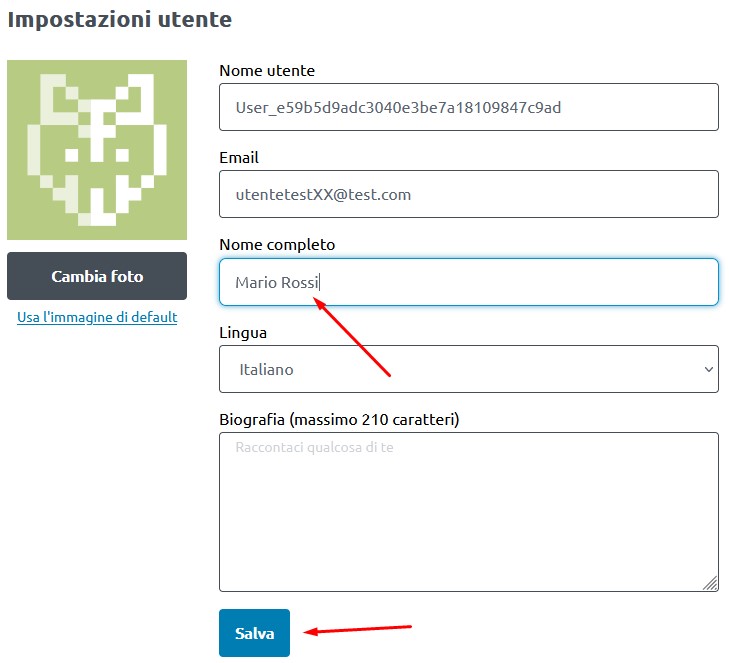 Impostazioni utente
Nome utente
User_e59b5d9adc3040e3be7a18109847c9ad
Email
utentetestXX@test.com
Cambia foto
Nome completo
Mario Rossi
Usa l'immagine di default
Lingua
Italiano
Biografia (massimo 210 caratteri)
Raccontaci qualcosa di te
Salva